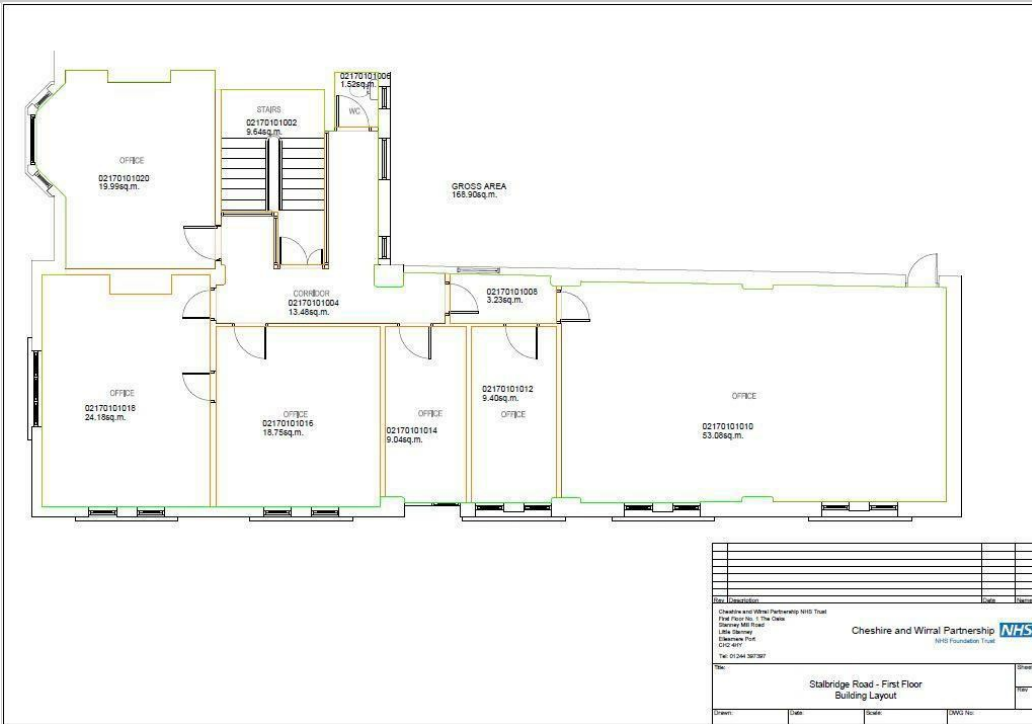 02170101006
1.52sq.m.
WC
STAIRS
02170101002
9.64sq.m.
OFFICE
02170101020
19.99sq.m.
GROSS AREA
168.90sq.m.
CORRIDOR
02170101004
13.48sq.m.
02170101008
3.23sq.m.
OFFICE
02170101018
24.18sq.m.
OFFICE
02170101016
18.75sq.m.
OFFICE
02170101014
9.04sq.m.
02170101012
9.40sq.m.
OFFICE
OFFICE
02170101010
53.08sq.m.
Rev Description Date Name
Cheshire and Wirral Partnership NHS Trust
First Floor No. 1 The Oaks
Stanney Mill Road
Little Stanney
Ellesmere Port
CH2 4HY
Tel: 01244 397397
Cheshire and Wirral Partnership NHS
NHS Foundation Trust
Title: Sheet
Stalbridge Road - First Floor
Building Layout
Rev
Drawn: Date: Scale: DWG No: